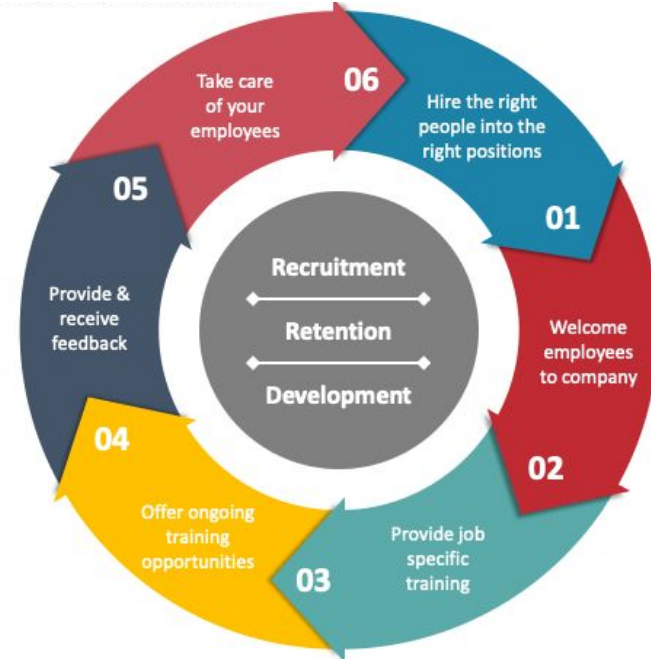 Hire the right
people into the
right positions
01
Welcome
employees
to company
02
Provide job
specific
training
03
Offer ongoing
training
opportunities
04
Provide &
receive
feedback
05
Take care
of your
employees
06
Recruitment
Retention
Development